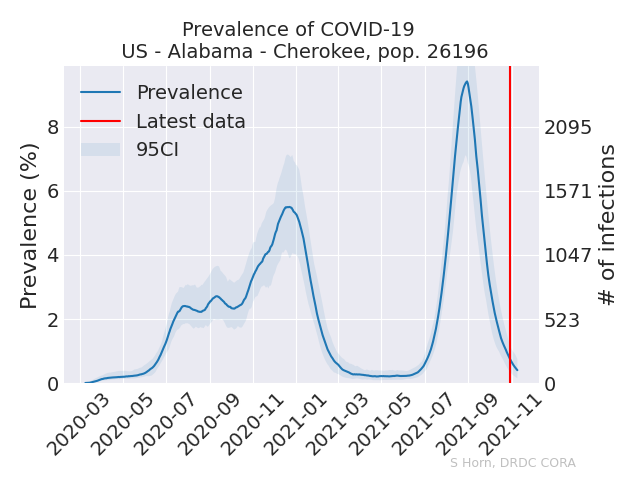 Prevalence of COVID-19
US - Alabama - Cherokee, pop. 26196
Prevalence
Latest data
95CI
Prevalence (%)
8
6
4
2
0
2095
1571
1047
523
0
# of infections
2020-03
2020-05
2020-07
2020-09
2020-11
2021-01
2021-03
2021-05
2021-07
2021-09
2021-11
S Horn, DRDC CORA